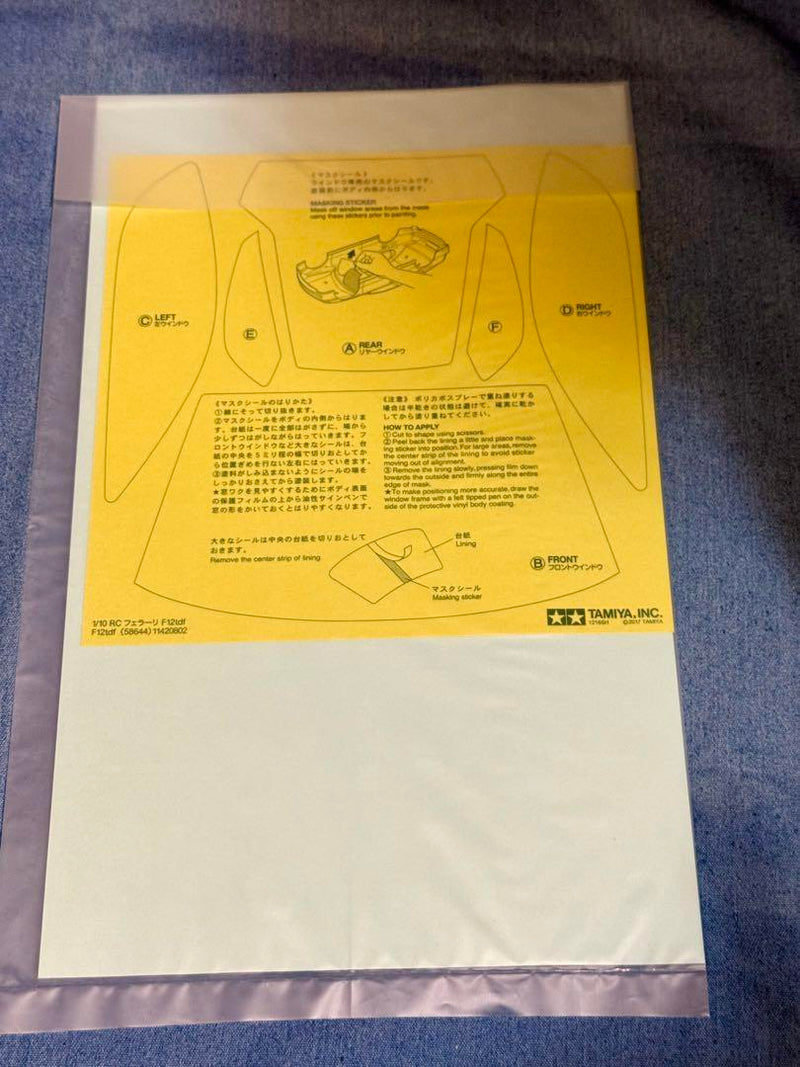 《マスクシール》
ウインドウ専用のマスクシールです。
塗装前にボディ内側からはります。
MASKING STICKER
Mask off window areas from the inside
using these stickers prior to painting.
Ⓒ LEFT
左ウインドウ
Ⓔ
Ⓐ REAR
リヤーウインドウ
Ⓕ
Ⓓ RIGHT
右ウインドウ
《マスクシールのはりかた》
①線にそって切り抜きます。
②マスクシールをボディの内側からはりま
す。台紙は一度に全部はがさずに、端から
少しずつはがしながらはっていきます。フ
ロントウインドウなど大きなシールは、台
紙の中央を5ミリ程の幅で切りおとしてか
ら位置ぎめを行ない左右にはっていきます。
③塗料がしみ込まないようにシールの端を
しっかりおさえてから塗装します。
★窓ワクを見やすくするためにボディ表面
の保護フィルムの上から油性サインペンで
窓の形をかいておくとはりやすくなります。
《注意》 ポリカボスプレーで重ね塗りする
場合は半乾きの状態は避けて、確実に乾か
してから塗り重ねてください。
HOW TO APPLY
①Cut to shape using scissors.
②Peel back the lining a little and place mask-
ing sticker into position. For large areas, remove
the center strip of the lining to avoid sticker
moving out of alignment.
③Remove the lining slowly, pressing film down
towards the outside and firmly along the entire
edge of mask.
★To make positioning more accurate, draw the
window frame with a felt tipped pen on the out-
side of the protective vinyl body coating.
大きなシールは中央の台紙を切りおとして
おきます。
Remove the center strip of lining.
台紙
Lining
マスクシール
Masking sticker
Ⓑ FRONT
フロントウインドウ
1/10 RC フェラーリ F12tdf
F12tdf (58644) 11420802
TAMIYA, INC.
©2017 TAMIYA